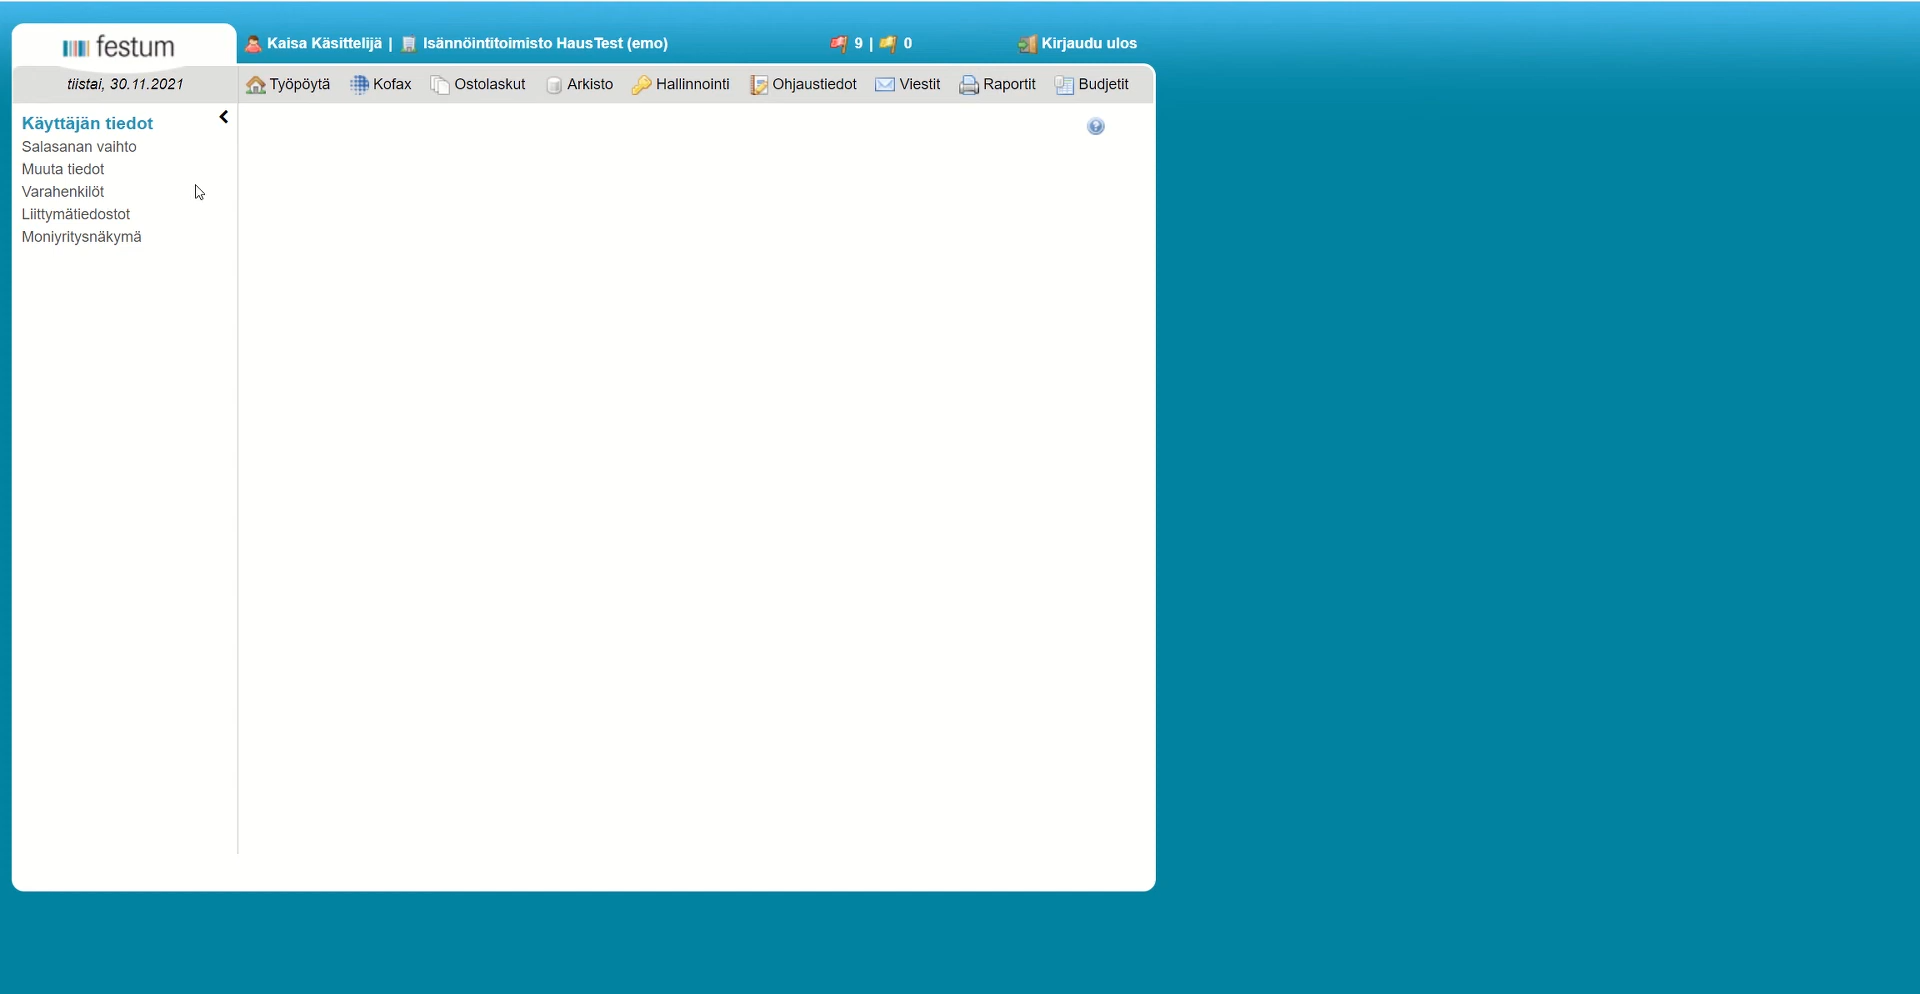 festum
Kaisa Käsittelijä | Isännöintitoimisto HausTest (emo)
9 | 0
Kirjaudu ulos
tiistai, 30.11.2021
Työpöytä
Kofax
Ostolaskut
Arkisto
Hallinnointi
Ohjaustiedot
Viestit
Raportit
Budjetit
Käyttäjän tiedot
Salasanan vaihto
Muuta tiedot
Varahenkilöt
Liittymätiedostot
Moniyritysnäkymä